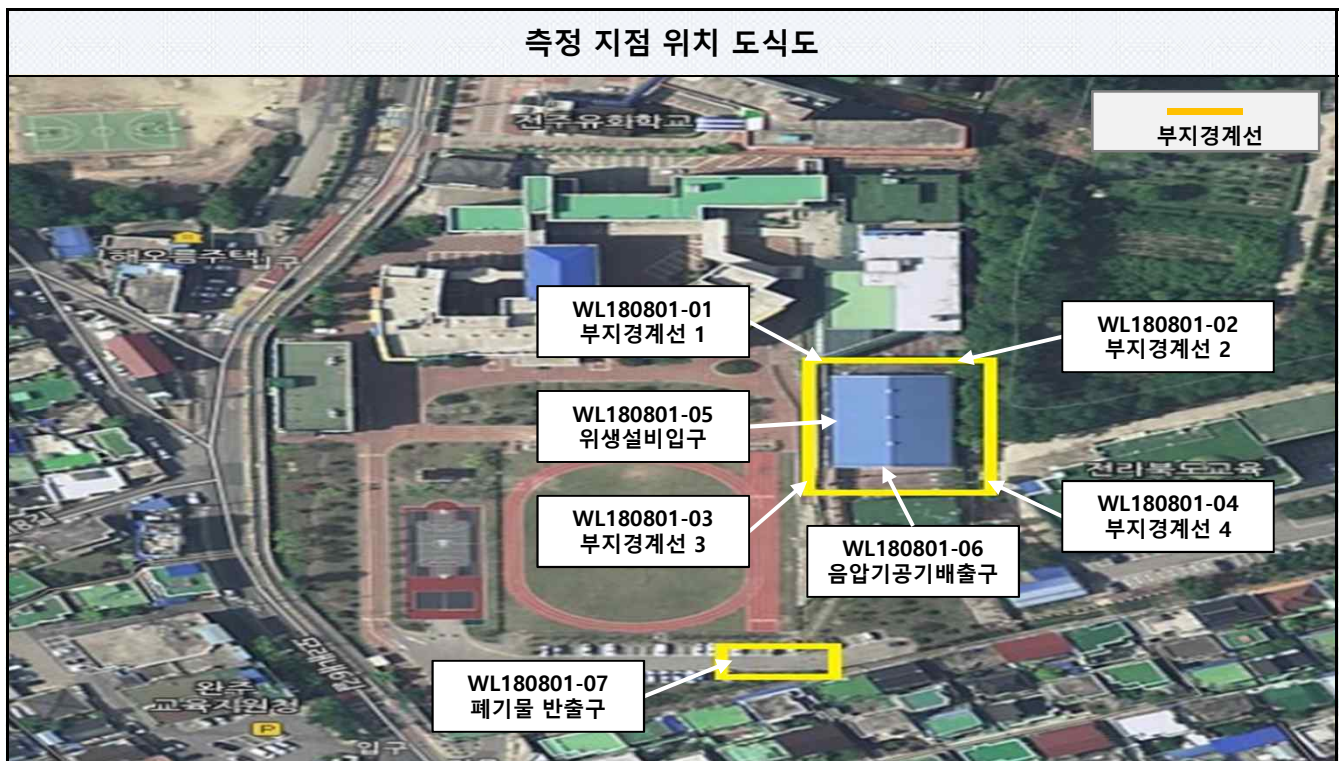 측정 지점 위치 도식도
부지경계선
전주유화학교
해오름주택
입구
WL180801-01
부지경계선 1
WL180801-02
부지경계선 2
WL180801-05
위생설비입구
WL180801-03
부지경계선 3
WL180801-06
음압기공기배출구
전라북도교육
WL180801-04
부지경계선 4
WL180801-07
폐기물 반출구
완주
교육지원청
P
입구